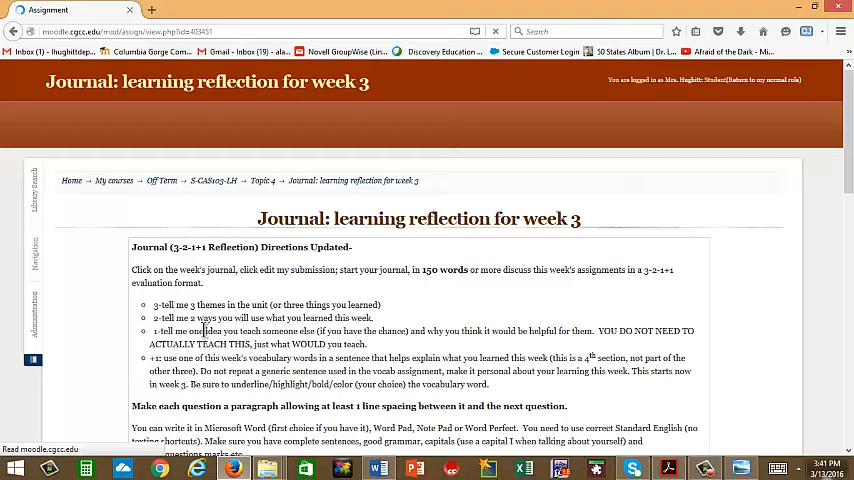 Assignment
moodle.cgcc.edu/mod/assign/view.php?id=403451
Search
Inbox (1) - lhughittdep...
Columbia Gorge Com...
Gmail - Inbox (19) - ala...
Novell GroupWise (Lin...
Discovery Education ...
Secure Customer Login
50 States Album | Dr. L...
Afraid of the Dark - Mi...
Journal: learning reflection for week 3
You are logged in as Mrs. Hughitt: Student(Return to my normal role)
Library Search
Navigation
Administration
Home → My courses → Off Term → S-CAS103-LH → Topic 4 → Journal: learning reflection for week 3
Journal: learning reflection for week 3
Journal (3-2-1+1 Reflection) Directions Updated-
Click on the week's journal, click edit my submission; start your journal, in 150 words or more discuss this week's assignments in a 3-2-1+1
evaluation format.
3-tell me 3 themes in the unit (or three things you learned)
2-tell me 2 ways you will use what you learned this week.
1-tell me one idea you teach someone else (if you have the chance) and why you think it would be helpful for them. YOU DO NOT NEED TO
ACTUALLY TEACH THIS, just what WOULD you teach.
+1: use one of this week's vocabulary words in a sentence that helps explain what you learned this week (this is a 4th section, not part of the
other three). Do not repeat a generic sentence used in the vocab assignment, make it personal about your learning this week. This starts now
in week 3. Be sure to underline/highlight/bold/color (your choice) the vocabulary word.
Make each question a paragraph allowing at least 1 line spacing between it and the next question.
You can write it in Microsoft Word (first choice if you have it), Word Pad, Note Pad or Word Perfect. You need to use correct Standard English (no
texting shortcuts). Make sure you have complete sentences, good grammar, capitals (use a capital I when talking about yourself) and
questions marks etc.
Read moodle.cgcc.edu
3:41 PM
3/13/2016